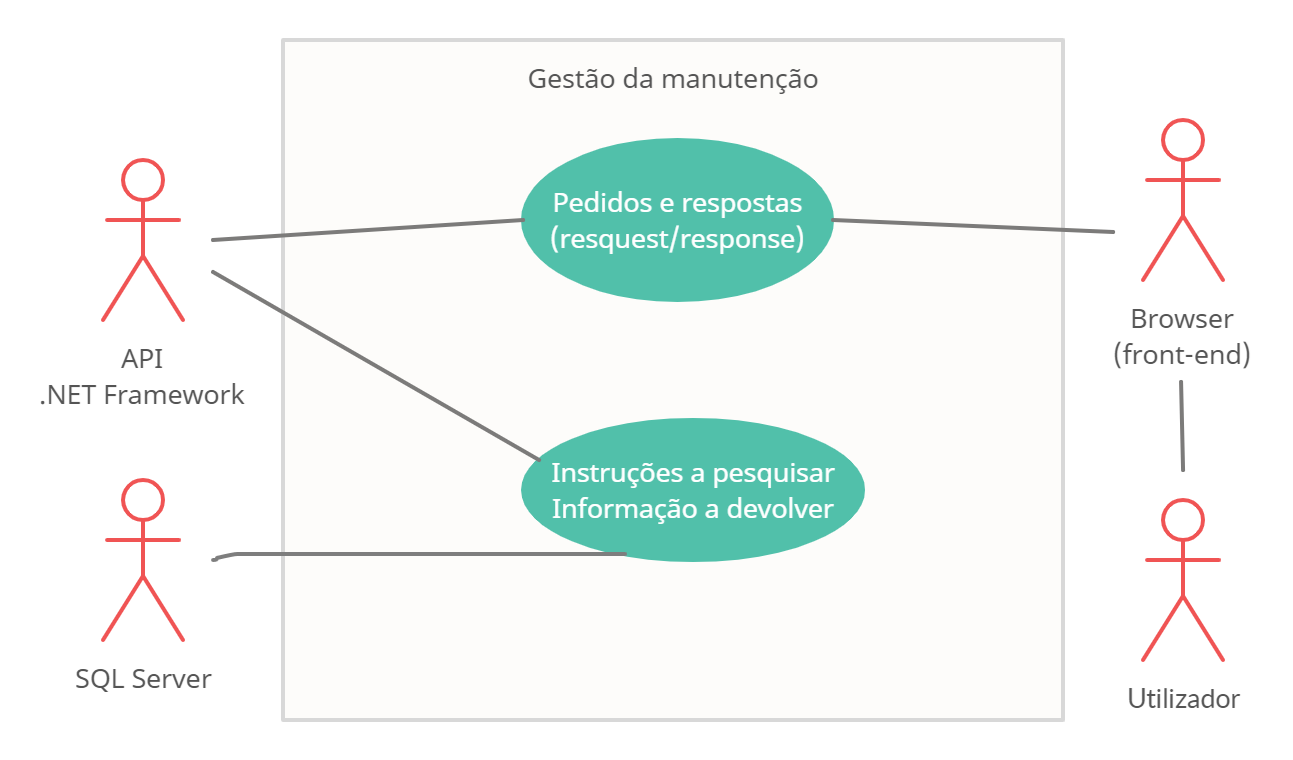 Gestão da manutenção
Pedidos e respostas
(resquest/response)
API
.NET Framework
Browser
(front-end)
Instruções a pesquisar
Informação a devolver
SQL Server
Utilizador